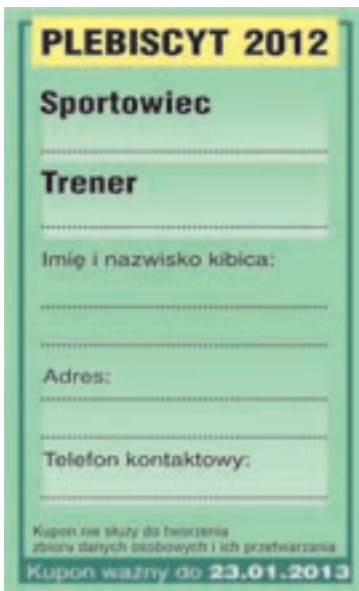 PLEBISCYT 2012
Sportowiec
Trener
Imię i nazwisko kibica:
Adres:
Telefon kontaktowy:
Kupon nie służy do tworzenia
zbioru danych osobowych i ich przetwarzania
Kupon ważny do 23.01.2013